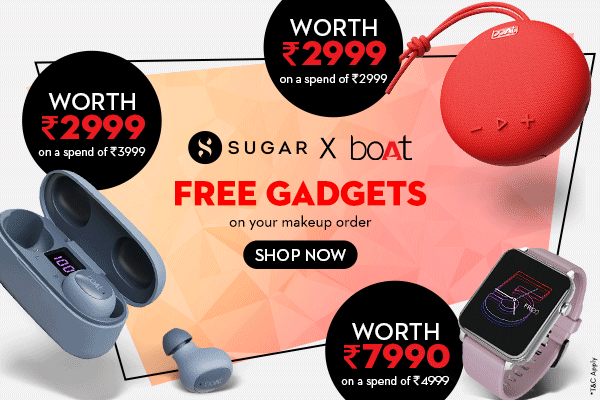 WORTH
₹2999
on a spend of ₹2999
WORTH
₹2999
on a spend of ₹3999
SUGAR X boAt
FREE GADGETS
on your makeup order
SHOP NOW
100
WORTH
₹7990
on a spend of ₹4999
*T&C Apply